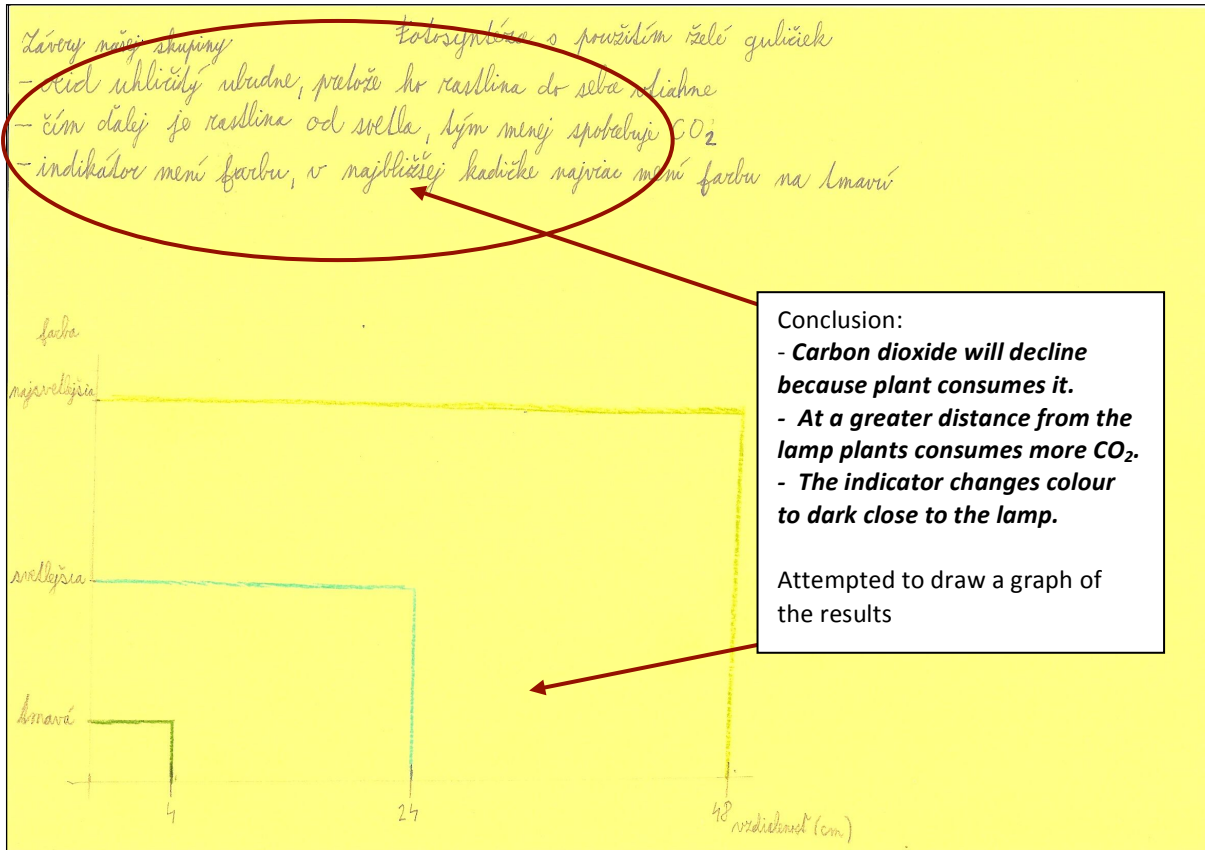 Závery našej skupiny Fotosyntéza s použitím želé guličiek
- oxid uhličitý ubudne, pretože ho rastlina do seba vtiahne
- čím ďalej je rastlina od svetla, tým menej spotrebuje CO2
- indikátor mení farbu, v najbližšej kadičke najviac mení farbu na tmavú
Conclusion:
- Carbon dioxide will decline
because plant consumes it.
- At a greater distance from the
lamp plants consumes more CO2.
- The indicator changes colour
to dark close to the lamp.
Attempted to draw a graph of
the results
farba
najsvetlejšia
svetlejšia
tmavá
4 24 48
vzdialenosť (cm)